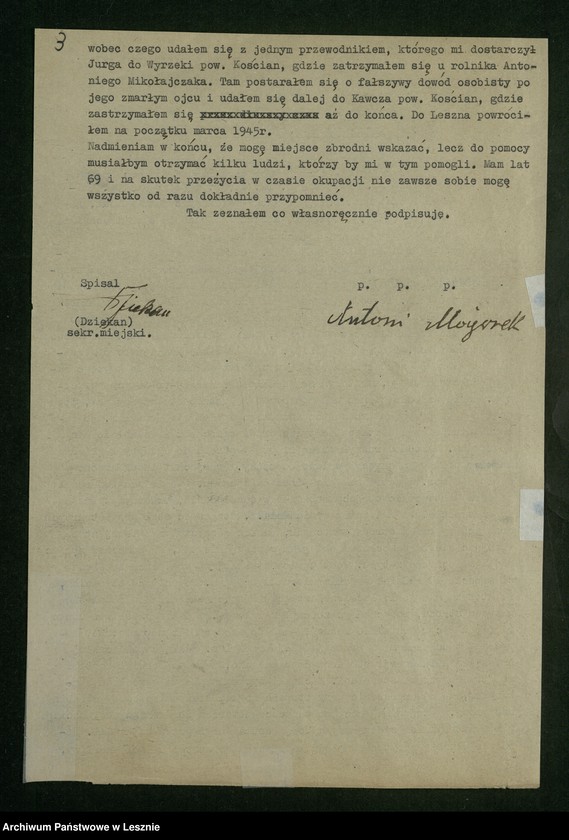 3
wobec czego udałem się z jednym przewodnikiem, którego mi dostarczył
Jurga do Wyrzeki pow. Kościan, gdzie zatrzymałem się u rolnika Anto-
niego Mikołajczaka. Tam postarałem się o fałszywy dowód osobisty po
jego zmarłym ojcu i udałem się dalej do Kawcza pow. Kościan, gdzie
zastrzymałem się aż do końca. Do Leszna powróci-
łem na początku marca 1945r.
Nadmieniam w końcu, że mogę miejsce zbrodni wskazać, lecz do pomocy
musiałbym otrzymać kilku ludzi, którzy by mi w tym pomogli. Mam lat
69 i na skutek przeżycia w czasie okupacji nie zawsze sobie mogę
wszystko od razu dokładnie przypomnieć.
Tak zeznałem co własnoręcznie podpisuję.
Spisał p. p. p.
Dziekan Antoni
(Dziekan)
sekr.miejski.
Archiwum Państwowe w Lesznie